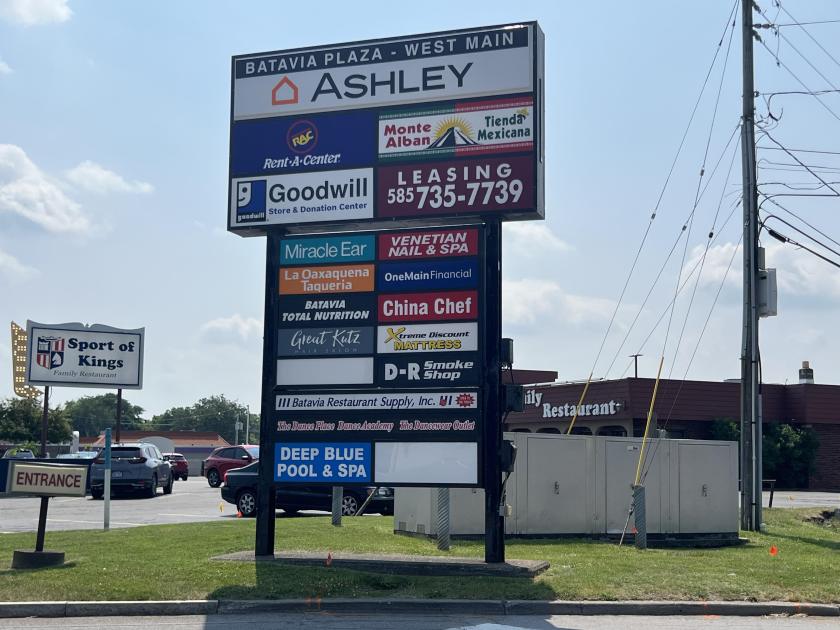 BATAVIA PLAZA - WEST MAIN
ASHLEY
RAC
Rent-A-Center
Monte Alban
Tienda Mexicana
goodwill
Goodwill
Store & Donation Center
LEASING
585 735-7739
Miracle Ear
VENETIAN
NAIL & SPA
La Oaxaquena
Taqueria
OneMain Financial
BATAVIA
TOTAL NUTRITION
China Chef
Great Kutz
HAIR SALON
Xtreme Discount
MATTRESS
D-R Smoke
Shop
Batavia Restaurant Supply, Inc.
The Dance Place Dance Academy The Dancewear Outlet
DEEP BLUE
POOL & SPA
Sport of
Kings
Family Restaurant
ENTRANCE
ily Restaurant